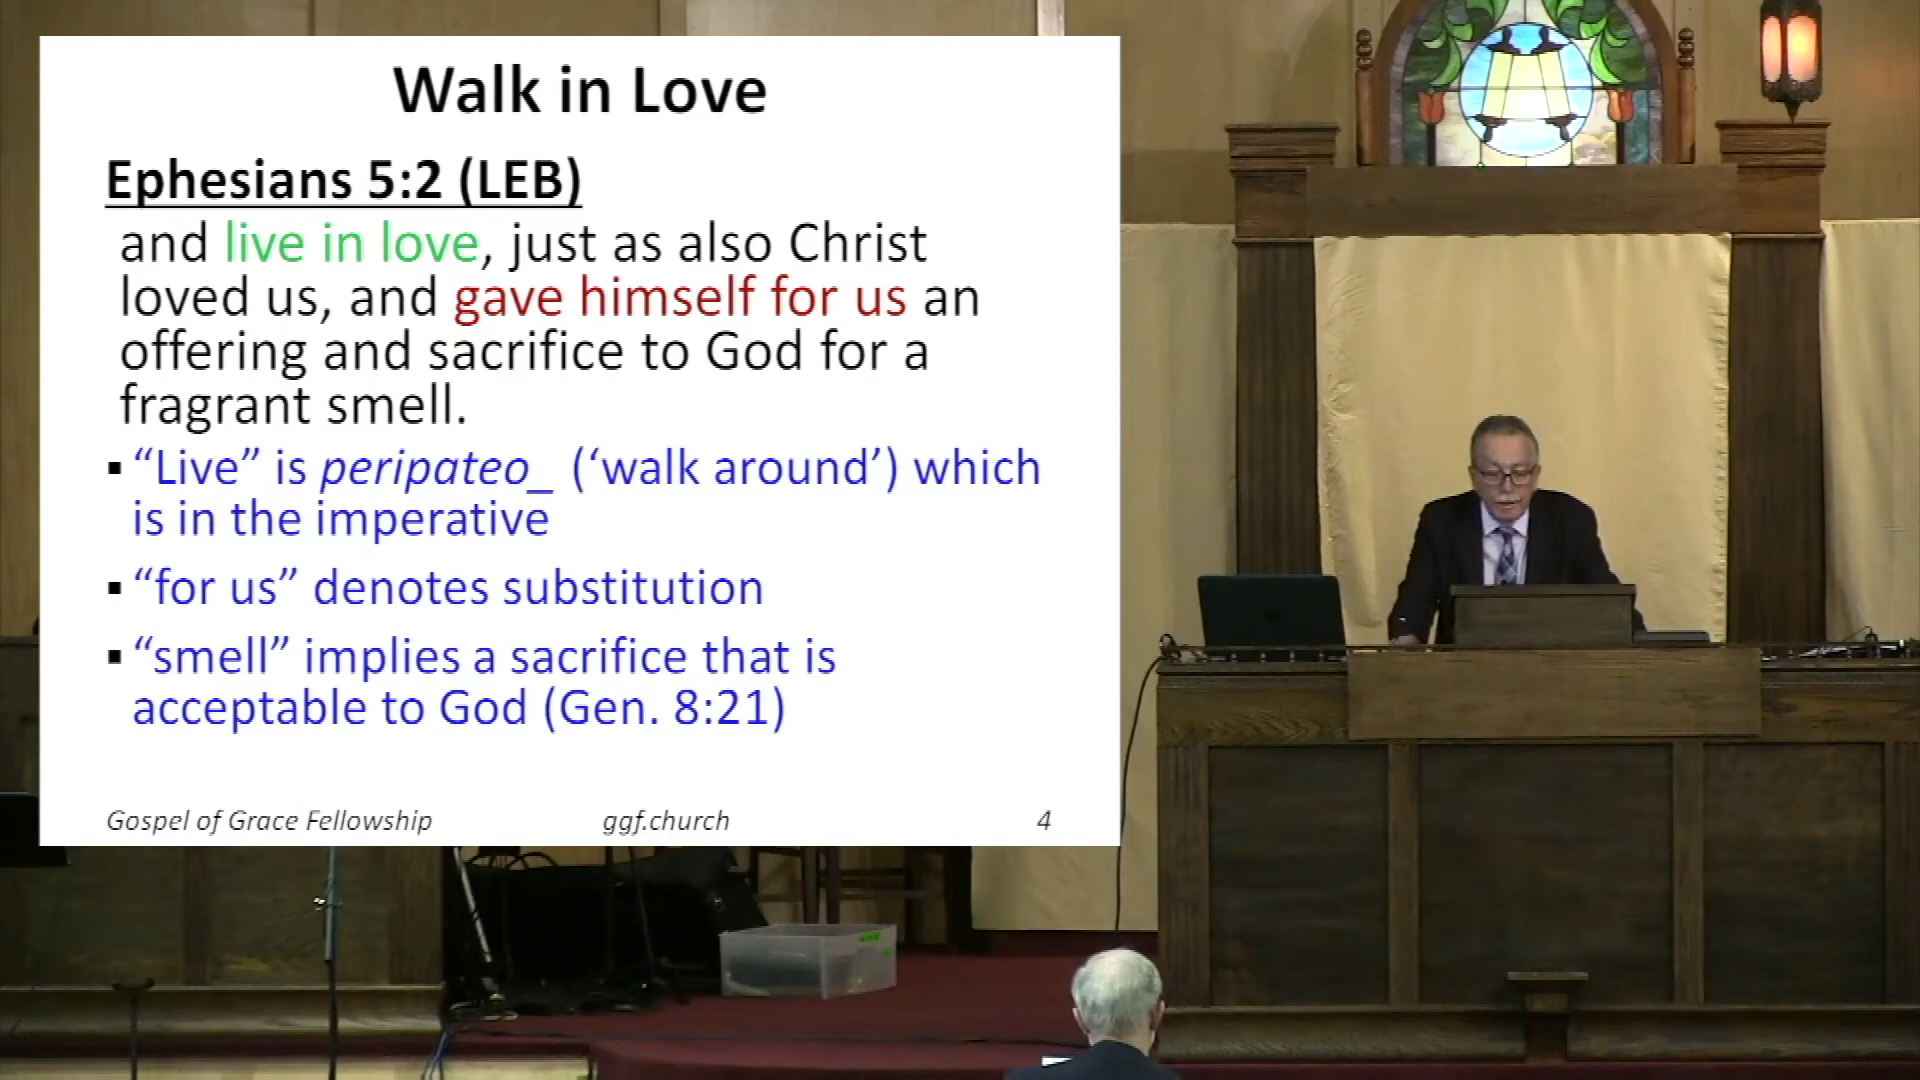 Walk in Love
Ephesians 5:2 (LEB)
and live in love, just as also Christ
loved us, and gave himself for us an
offering and sacrifice to God for a
fragrant smell.
▪ “Live” is peripateo_ (‘walk around’) which
is in the imperative
▪ “for us” denotes substitution
▪ “smell” implies a sacrifice that is
acceptable to God (Gen. 8:21)
Gospel of Grace Fellowship ggf.church 4